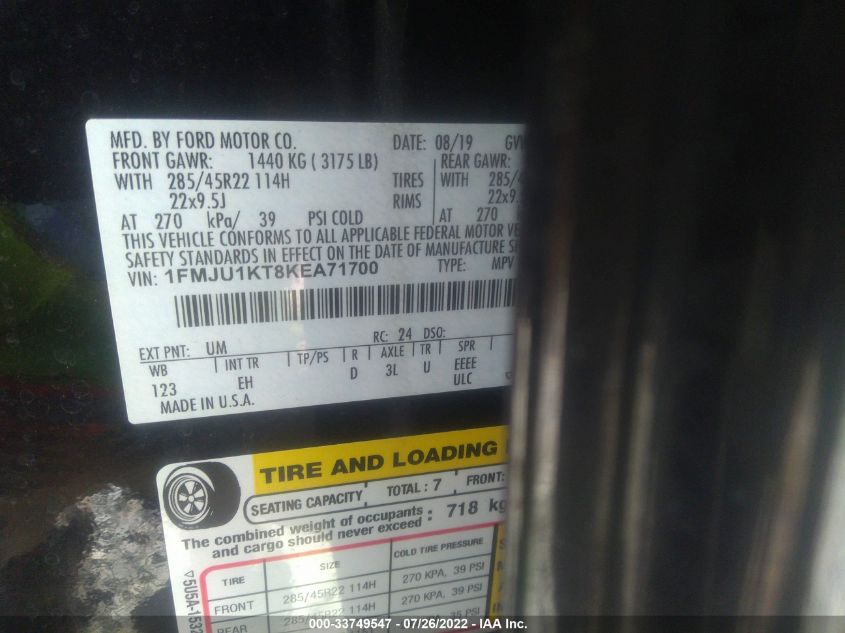 MFD. BY FORD MOTOR CO. DATE: 08/19
FRONT GAWR: 1440 KG ( 3175 LB) REAR GAWR:
WITH 285/45R22 114H TIRES WITH
22x9.5J RIMS
AT 270 kPa/ 39 PSI COLD AT 270
THIS VEHICLE CONFORMS TO ALL APPLICABLE FEDERAL MOTOR
SAFETY STANDARDS IN EFFECT ON THE DATE OF MANUFACTURE
VIN: 1FMJU1KT8KEA71700 TYPE: MPV
RC: 24 DSO:
EXT PNT: UM
WB INT TR TP/PS R AXLE TR SPR
123 EH D 3L U EEEE
ULC
MADE IN U.S.A.
TIRE AND LOADING
SEATING CAPACITY TOTAL : 7 FRONT:
The combined weight of occupants
and cargo should never exceed : 718 kg
TIRE SIZE COLD TIRE PRESSURE
FRONT 285/45R22 114H 270 KPA, 39 PSI
REAR 285/45R22 114H 270 KPA, 39 PSI
35 PSI
000-33749547 - 07/26/2022 - IAA Inc.